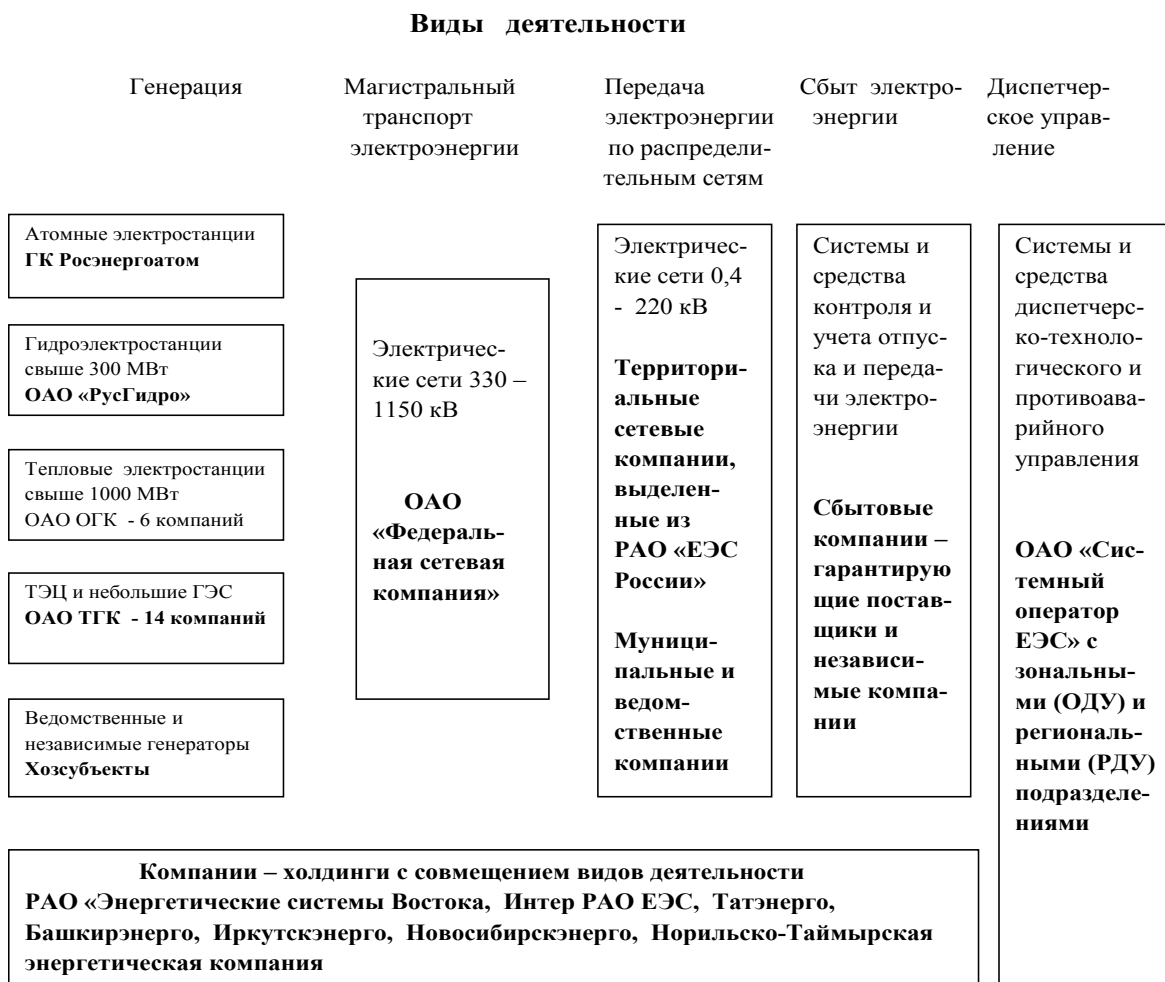 Виды деятельности
Генерация
Магистральный
транспорт
электроэнергии
Передача
электроэнергии
по распредели-
тельным сетям
Сбыт электро-
энергии
Диспетчер-
ское управ-
ление
Атомные электростанции
ГК Росэнергоатом
Гидроэлектростанции
свыше 300 МВт
ОАО «РусГидро»
Тепловые электростанции
свыше 1000 МВт
ОАО ОГК - 6 компаний
ТЭЦ и небольшие ГЭС
ОАО ТГК - 14 компаний
Ведомственные и
независимые генераторы
Хозсубъекты
Электричес-
кие сети 330 –
1150 кВ
ОАО
«Федераль-
ная сетевая
компания»
Электричес-
кие сети 0,4
- 220 кВ
Территори-
альные
сетевые
компании,
выделен-
ные из
РАО «ЕЭС
России»
Муници-
пальные и
ведом-
ственные
компании
Системы и
средства
контроля и
учета отпус-
ка и переда-
чи электро-
энергии
Сбытовые
компании –
гарантирую
щие постав-
щики и
независи-
мые компа-
нии
Системы и
средства
диспетчерс-
ко-техноло-
гического и
противоава-
рийного
управления
ОАО «Сис-
темный
оператор
ЕЭС» с
зональны-
ми (ОДУ) и
региональ-
ными (РДУ)
подразделе-
ниями
Компании – холдинги с совмещением видов деятельности
РАО «Энергетические системы Востока, Интер РАО ЕЭС, Татэнерго,
Башкирэнерго, Иркутскэнерго, Новосибирскэнерго, Норильско-Таймырская
энергетическая компания